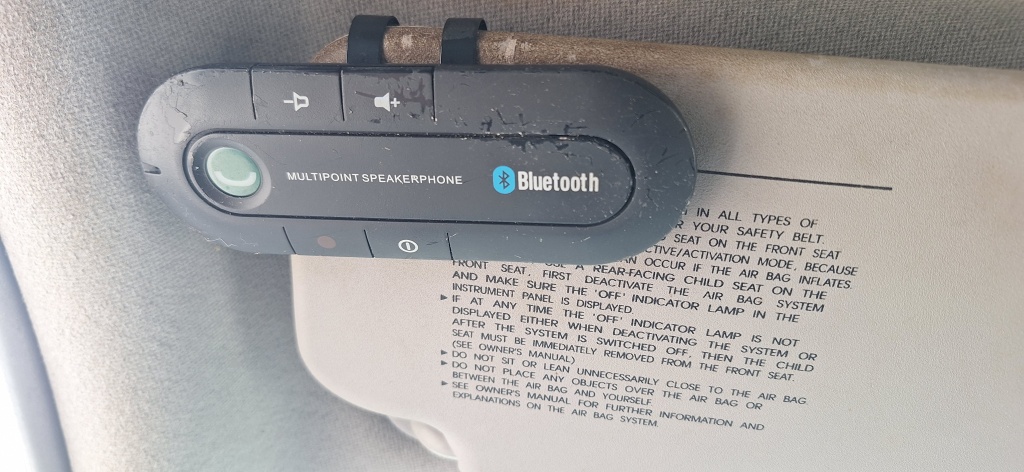 MULTIPOINT SPEAKERPHONE
Bluetooth
IN ALL TYPES OF
YOUR SAFETY BELT.
SEAT ON THE FRONT SEAT
MODE, BECAUSE
OCCUR IF THE AIR BAG INFLATES.
A REAR-FACING CHILD SEAT ON THE
FRONT SEAT, FIRST DEACTIVATE THE AIR BAG SYSTEM
AND MAKE SURE THE 'OFF' INDICATOR LAMP IN THE
INSTRUMENT PANEL IS DISPLAYED.
▶ IF AT ANY TIME THE 'OFF' INDICATOR LAMP IS NOT
DISPLAYED EITHER WHEN DEACTIVATING THE SYSTEM OR
AFTER THE SYSTEM IS SWITCHED OFF, THEN THE CHILD
SEAT MUST BE IMMEDIATELY REMOVED FROM THE FRONT SEAT.
(SEE OWNER'S MANUAL)
▶ DO NOT SIT OR LEAN UNNECESSARILY CLOSE TO THE AIR BAG.
▶ DO NOT PLACE ANY OBJECTS OVER THE AIR BAG OR
BETWEEN THE AIR BAG AND YOURSELF.
▶ SEE OWNER'S MANUAL FOR FURTHER INFORMATION AND
EXPLANATIONS ON THE AIR BAG SYSTEM.